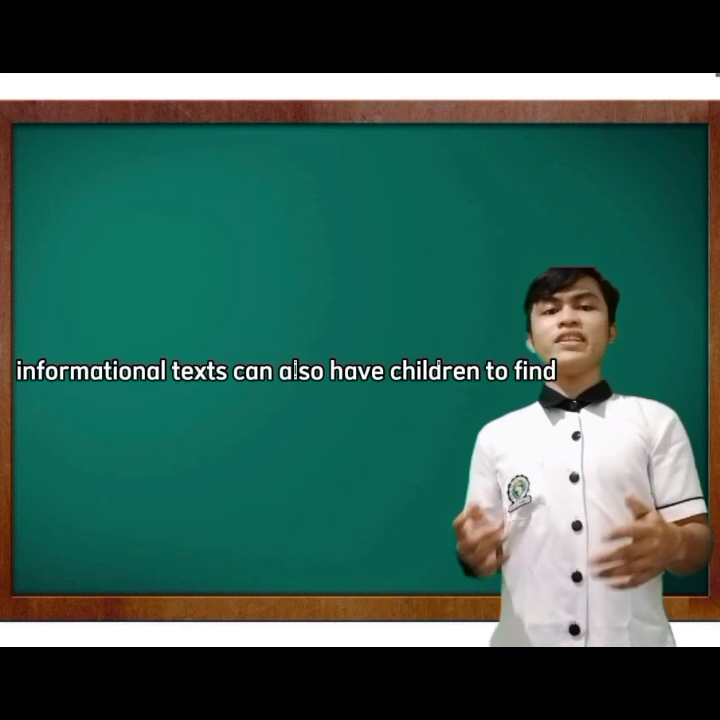 informational texts can also have children to find